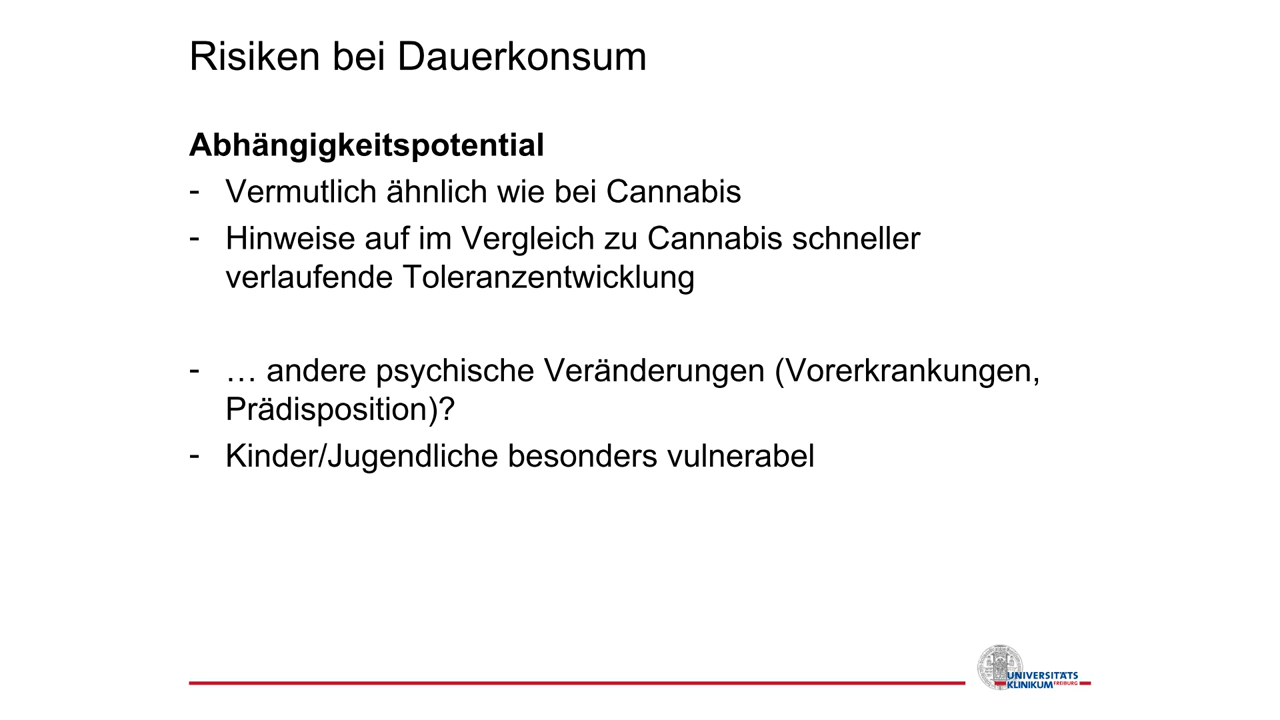 Risiken bei Dauerkonsum
Abhängigkeitspotential
- Vermutlich ähnlich wie bei Cannabis
- Hinweise auf im Vergleich zu Cannabis schneller
verlaufende Toleranzentwicklung
- … andere psychische Veränderungen (Vorerkrankungen,
Prädisposition)?
- Kinder/Jugendliche besonders vulnerabel
UNIVERSITÄTS
KLINIKUM FREIBURG